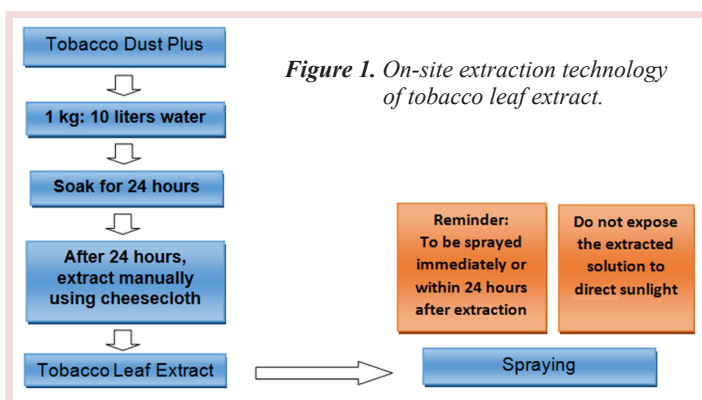 Tobacco Dust Plus
Figure 1. On-site extraction technology
of tobacco leaf extract.
1 kg: 10 liters water
Soak for 24 hours
After 24 hours,
extract manually
using cheesecloth
Tobacco Leaf Extract
Reminder:
To be sprayed
immediately or
within 24 hours
after extraction
Do not expose
the extracted
solution to
direct sunlight
Spraying